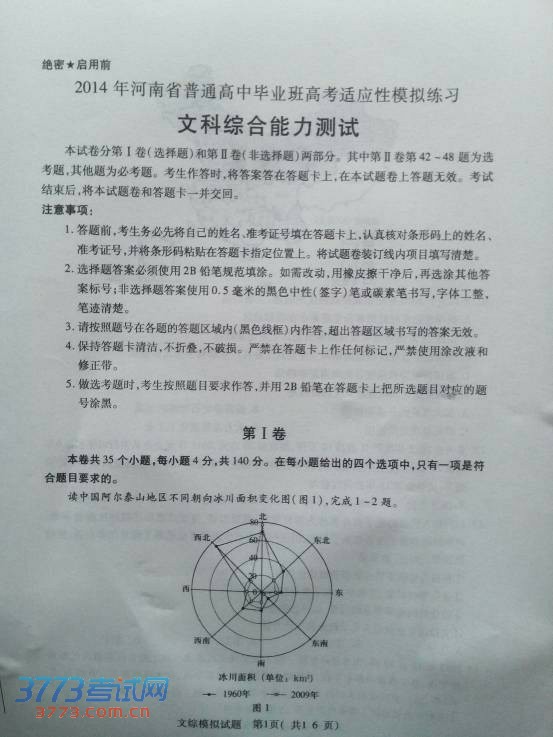 绝密★启用前
2014 年河南省普通高中毕业班高考适应性模拟练习
文科综合能力测试
本试卷分第Ⅰ卷(选择题)和第Ⅱ卷(非选择题)两部分。其中第Ⅱ卷第 42～48 题为选
考题,其他题为必考题。考生作答时,将答案答在答题卡上,在本试题卷上答题无效。考试
结束后,将本试题卷和答题卡一并交回。
注意事项:
1. 答题前,考生务必先将自己的姓名、准考证号填在答题卡上,认真核对条形码上的姓名、
准考证号,并将条形码粘贴在答题卡指定位置上。将试题卷装订线内项目填写清楚。
2. 选择题答案必须使用 2B 铅笔规范填涂。如需改动,用橡皮擦干净后,再选涂其他答
案标号;非选择题答案使用 0.5 毫米的黑色中性(签字)笔或碳素笔书写,字体工整,
笔迹清楚。
3. 请按照题号在各题的答题区域内(黑色线框)内作答,超出答题区域书写的答案无效。
4. 保持答题卡清洁,不折叠,不破损。严禁在答题卡上作任何标记,严禁使用涂改液和
修正带。
5. 做选考题时,考生按照题目要求作答,并用 2B 铅笔在答题卡上把所选题目对应的题
号涂黑。
第Ⅰ卷
本卷共 35 个小题,每小题 4 分,共 140 分。在每小题给出的四个选项中,只有一项是符
合题目要求的。
读中国阿尔泰山地区不同朝向冰川面积变化图(图 1),完成 1～2 题。
北
80
西北
60
东北
40
20
西
0
东
西南
东南
南
冰川面积（单位：km²）
1960年
2009年
图 1
文综模拟试题 第1页( 共1 6 页)
3773考试网
3773.com.cn